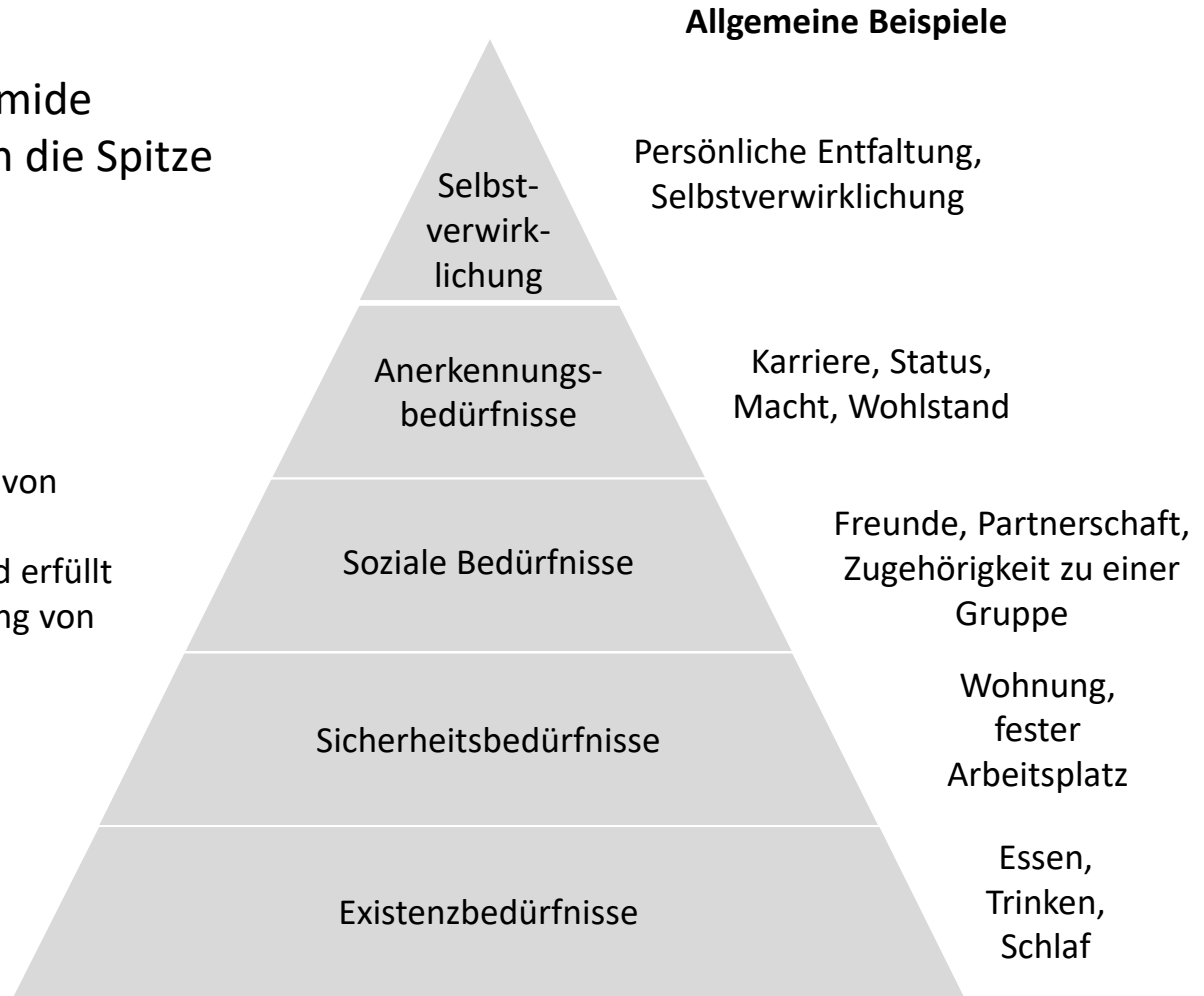 Allgemeine Beispiele
mide
n die Spitze
Persönliche Entfaltung,
Selbstverwirklichung
Selbst-
verwirk-
lichung
Anerkennungs-
bedürfnisse
Karriere, Status,
Macht, Wohlstand
von
d erfüllt
ng von
Soziale Bedürfnisse
Freunde, Partnerschaft,
Zugehörigkeit zu einer
Gruppe
Sicherheitsbedürfnisse
Wohnung,
fester
Arbeitsplatz
Existenzbedürfnisse
Essen,
Trinken,
Schlaf